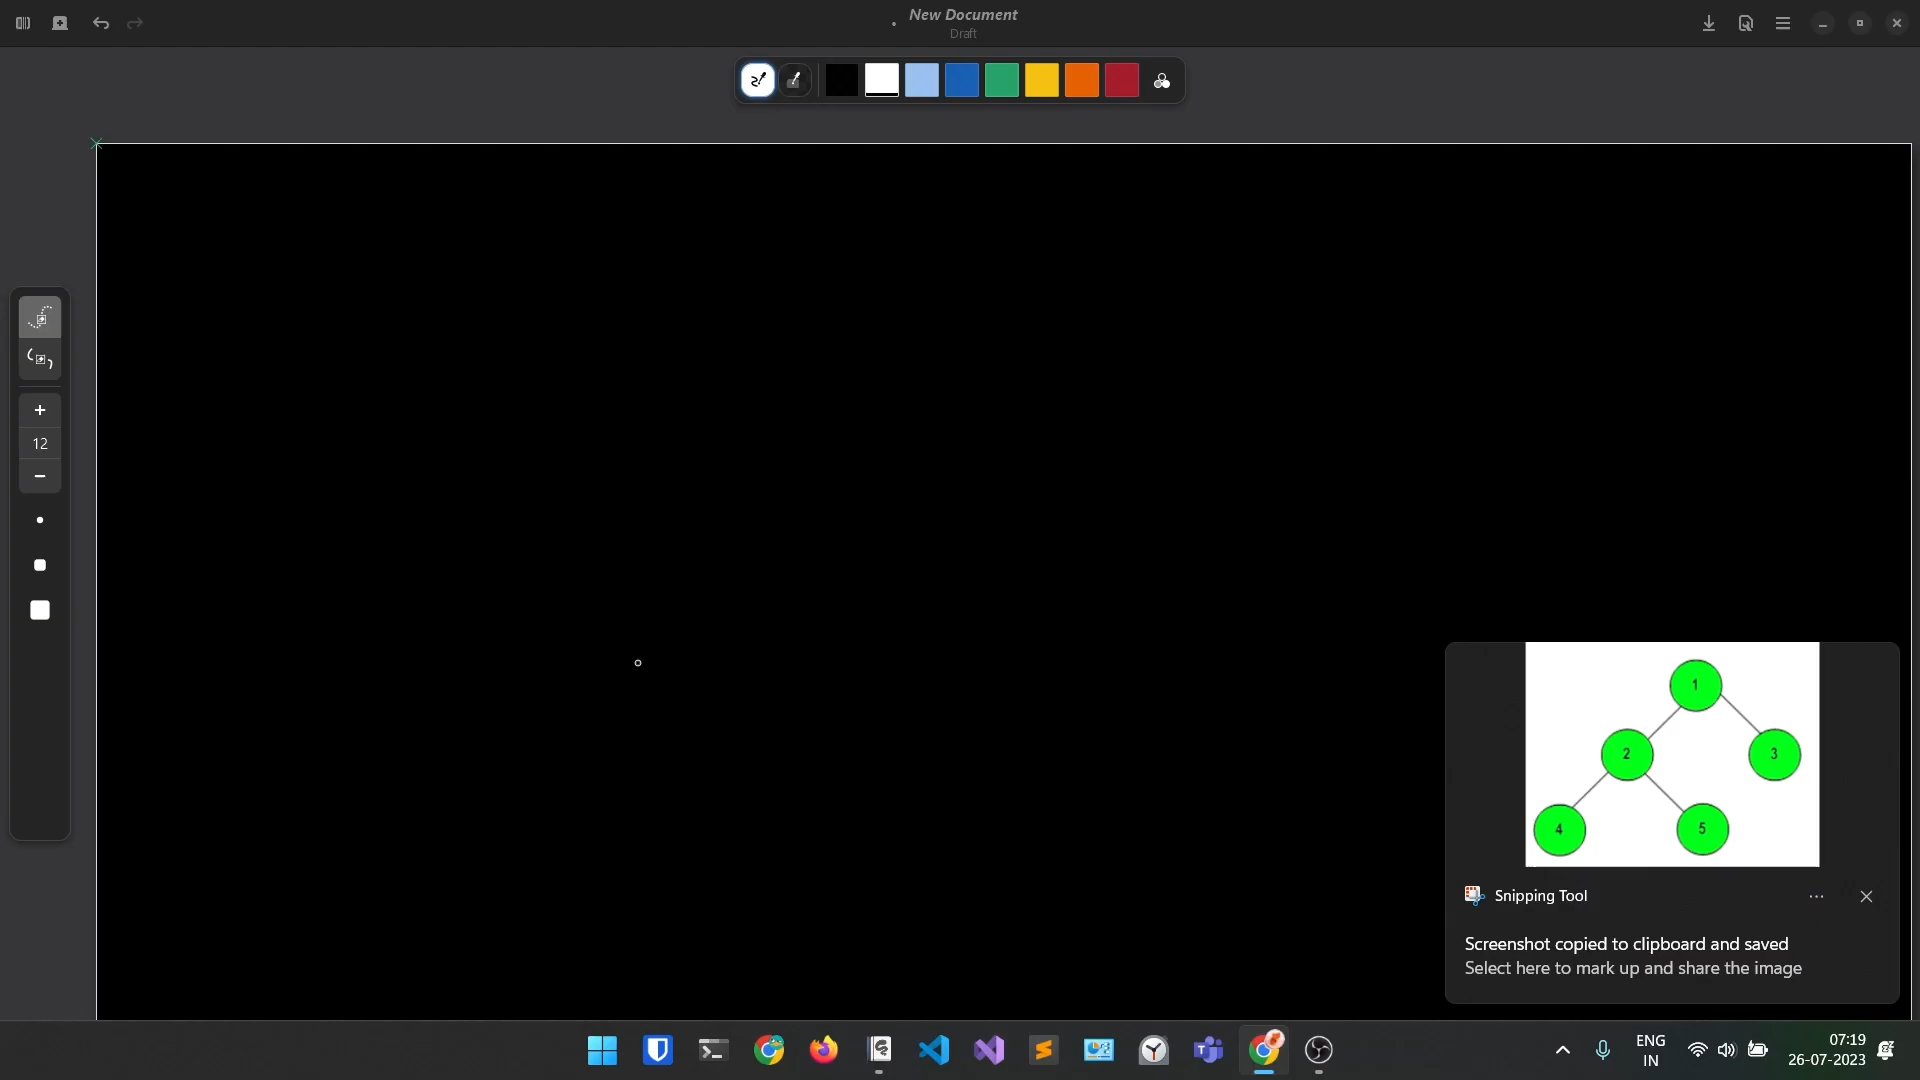 New Document
Draft
12
1
2
3
4
5
Snipping Tool
Screenshot copied to clipboard and saved
Select here to mark up and share the image
ENG
IN
07:19
26-07-2023